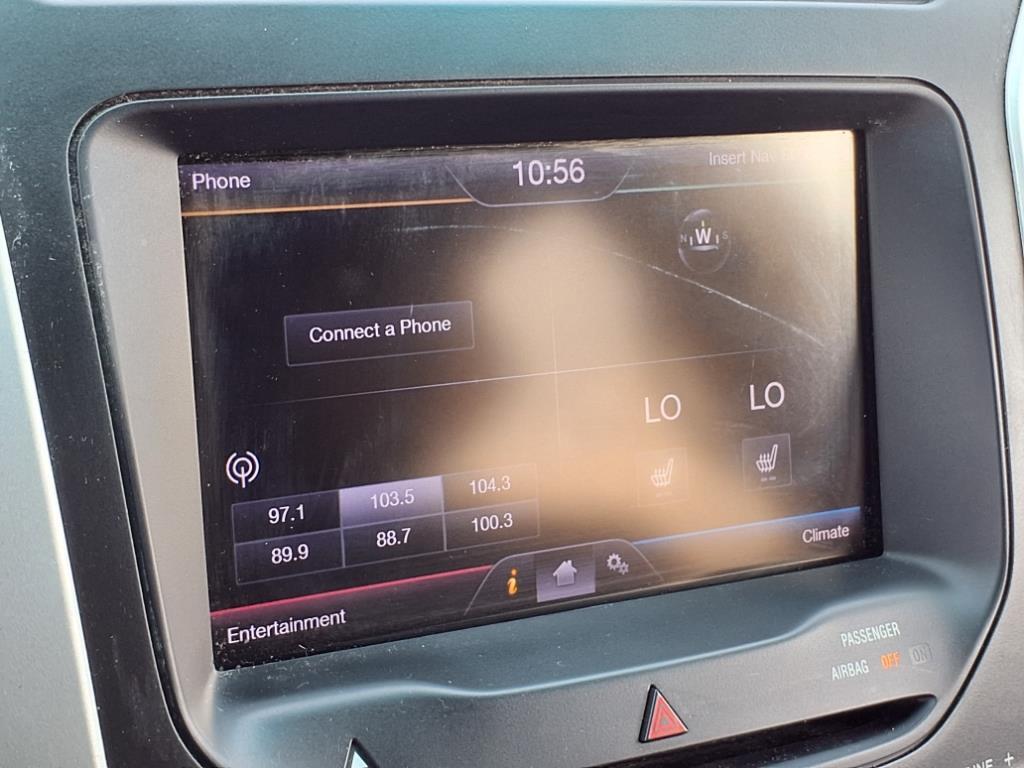 Phone
10:56
Insert Nav
N W S
Connect a Phone
LO LO
97.1 103.5 104.3
89.9 88.7 100.3
Climate
Entertainment
i
PASSENGER
AIRBAG OFF ON